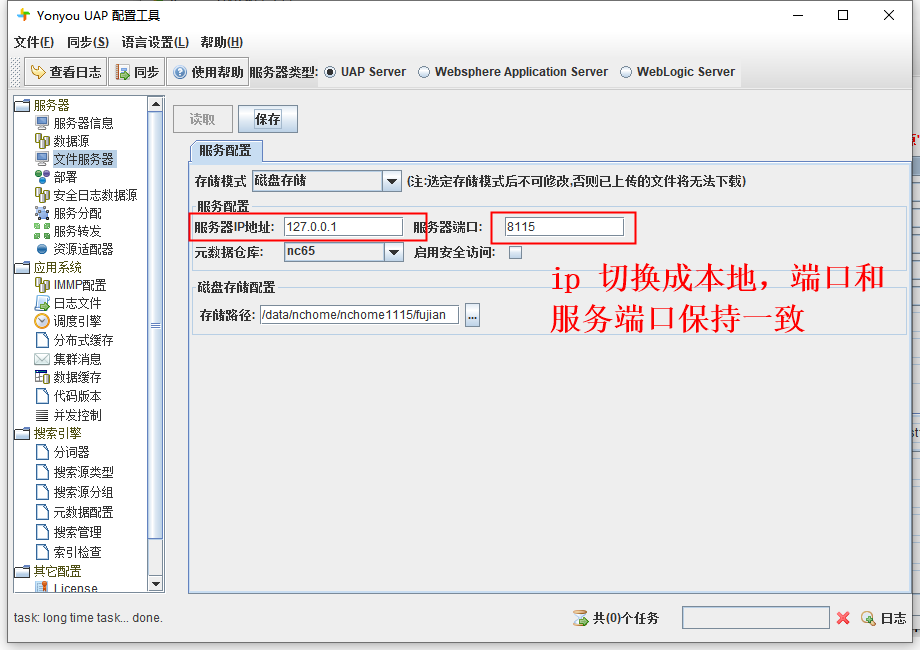 Yonyou UAP 配置工具
文件(F) 同步(S) 语言设置(L) 帮助(H)
查看日志 同步 使用帮助 服务器类型: UAP Server Websphere Application Server WebLogic Server
服务器
服务器信息
数据源
文件服务器
部署
安全日志数据源
服务分配
服务转发
资源适配器
应用系统
IMMP配置
日志文件
调度引擎
分布式缓存
集群消息
数据缓存
代码版本
并发控制
搜索引擎
分词器
搜索源类型
搜索源分组
元数据配置
搜索管理
索引检查
其它配置
License
读取 保存
服务配置
存储模式 磁盘存储 (注:选定存储模式后不可修改,否则已上传的文件将无法下载)
服务配置
服务器IP地址: 127.0.0.1 服务器端口: 8115
元数据仓库: nc65 启用安全访问:
磁盘存储配置
存储路径: /data/nchome/nchome1115/fujian ...
ip 切换成本地，端口和
服务端口保持一致
task: long time task... done. 共(0)个任务 日志